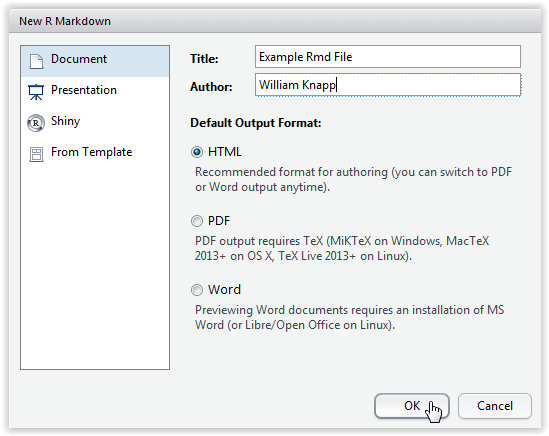 New R Markdown
Document
Presentation
Shiny
From Template
Title:
Example Rmd File
Author:
William Knapp
Default Output Format:
HTML
Recommended format for authoring (you can switch to PDF
or Word output anytime).
PDF
PDF output requires TeX (MiKTeX on Windows, MacTeX
2013+ on OS X, TeX Live 2013+ on Linux).
Word
Previewing Word documents requires an installation of MS
Word (or Libre/Open Office on Linux).
OK
Cancel